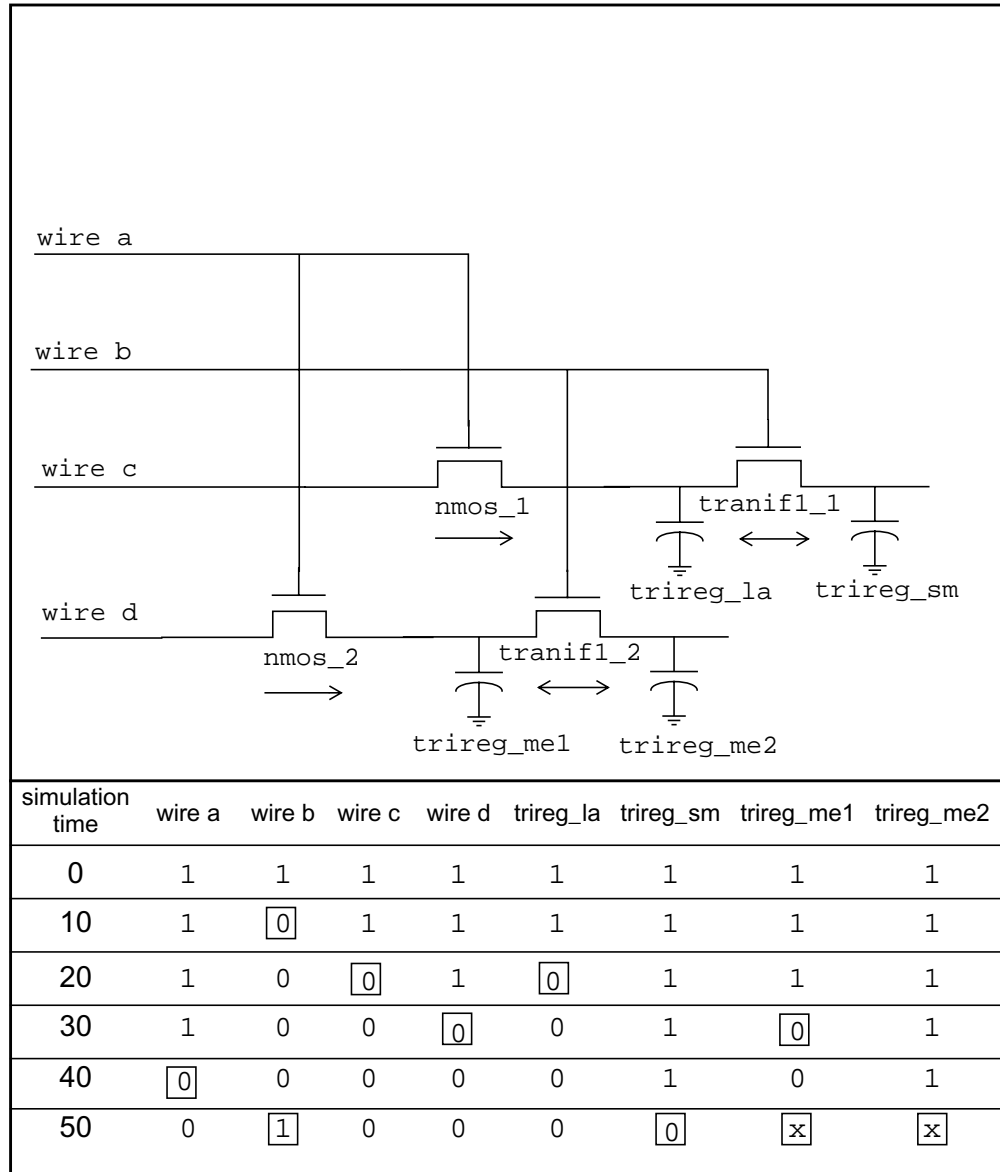 wire a
wire b
wire c
nmos_1
tranif1_1
trireg_la
trireg_sm
wire d
nmos_2
tranif1_2
trireg_me1
trireg_me2
simulation time wire a wire b wire c wire d trireg_la trireg_sm trireg_me1 trireg_me2
0 1 1 1 1 1 1 1 1
10 1 0 1 1 1 1 1 1
20 1 0 0 1 0 1 1 1
30 1 0 0 0 0 1 0 1
40 0 0 0 0 0 1 0 1
50 0 1 0 0 0 0 x x